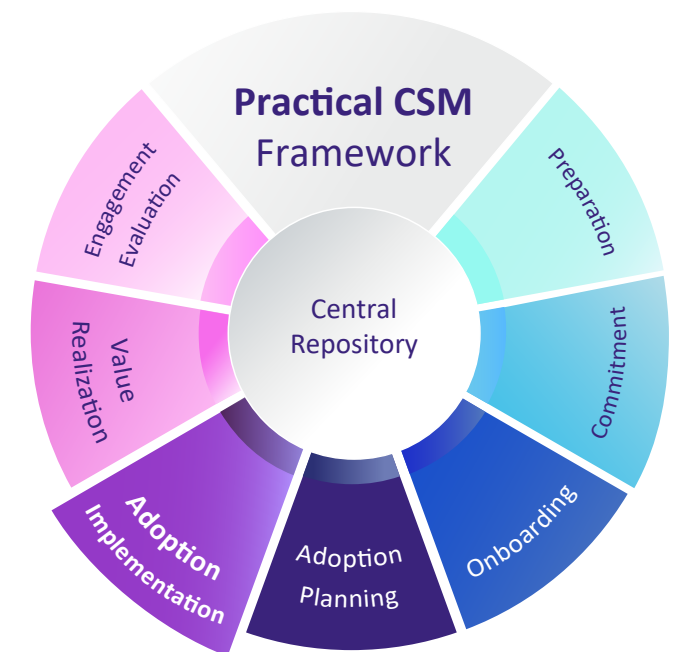 Practical CSM
Framework
Preparation
Commitment
Onboarding
Adoption
Planning
Adoption
Implementation
Value
Realization
Engagement
Evaluation
Central
Repository